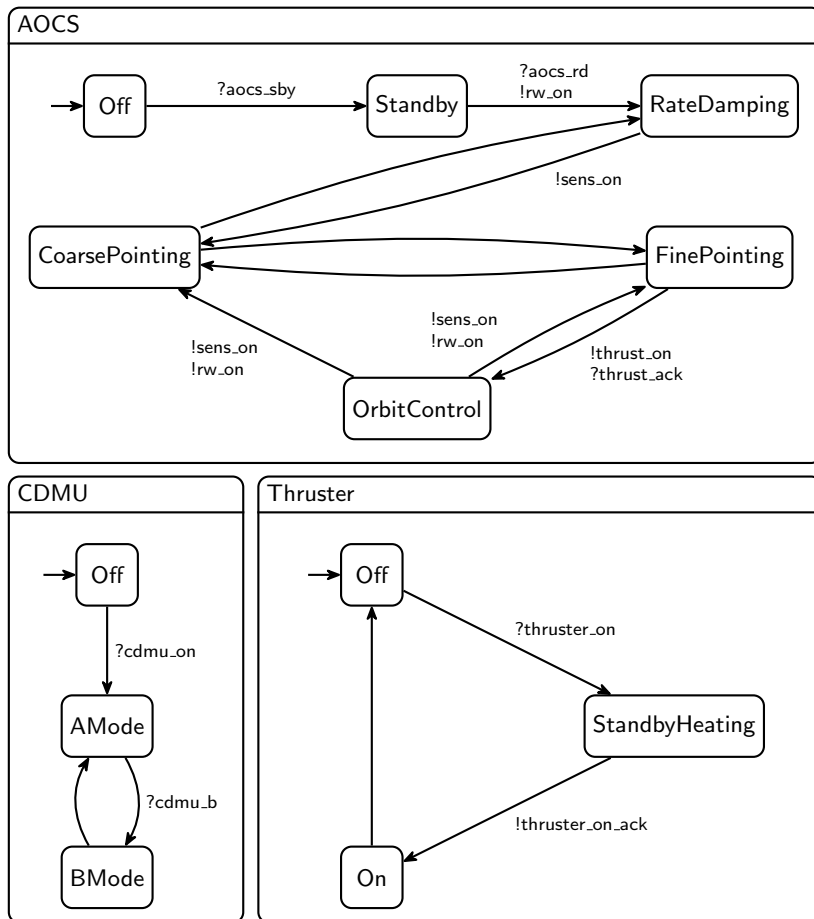 AOCS
Off
?aocs_sby
Standby
?aocs_rd
!rw_on
RateDamping
!sens_on
CoarsePointing
FinePointing
!sens_on
!rw_on
!sens_on
!rw_on
!thrust_on
?thrust_ack
OrbitControl
CDMU
Off
?cdmu_on
AMode
?cdmu_b
BMode
Thruster
Off
?thruster_on
StandbyHeating
!thruster_on_ack
On